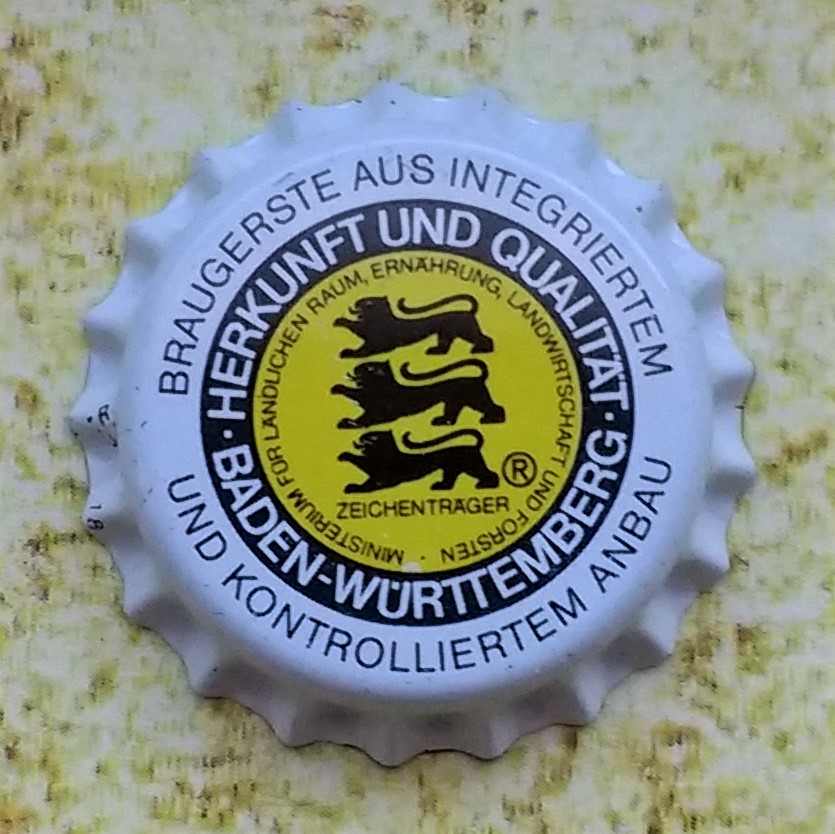 BRAUGERSTE AUS INTEGRIERTEM
UND KONTROLLIERTEM ANBAU
· HERKUNFT UND QUALITÄT ·
BADEN-WÜRTTEMBERG
MINISTERIUM FÜR LÄNDLICHEN RAUM, ERNÄHRUNG, LANDWIRTSCHAFT UND FORSTEN ·
®
ZEICHENTRÄGER
18